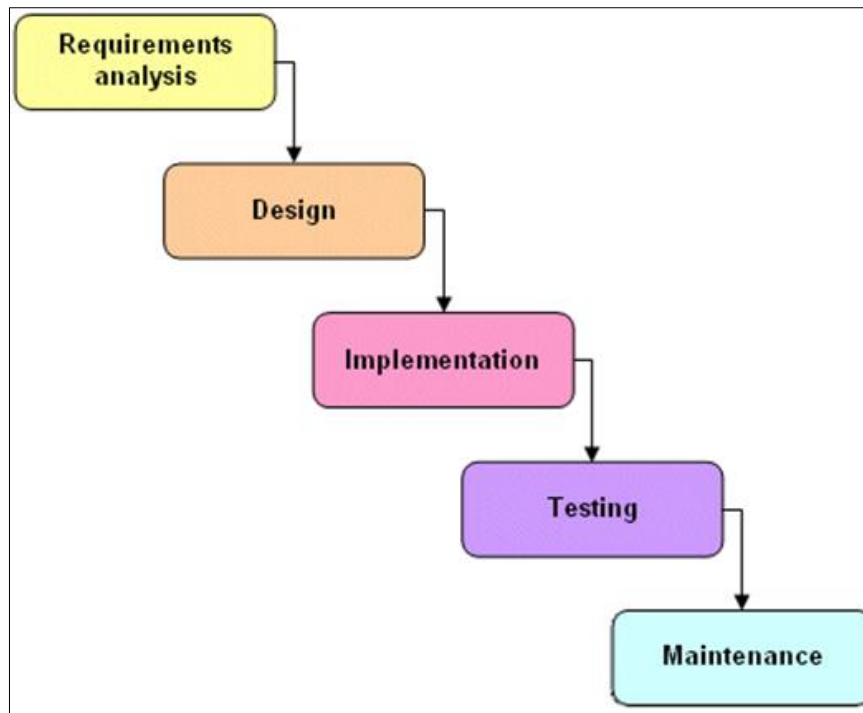 Requirements
analysis
Design
Implementation
Testing
Maintenance